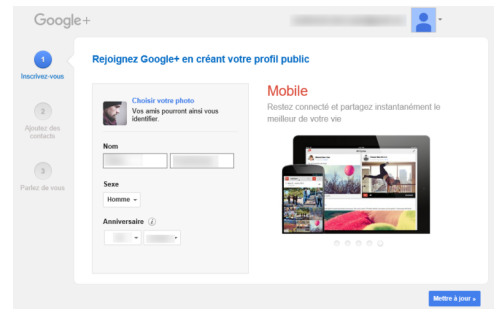 Google+
1
Rejoignez Google+ en créant votre profil public
Inscrivez-vous
2
Ajoutez des
contacts
3
Parlez de vous
Choisir votre photo
Vos amis pourront ainsi vous
identifier.
Nom
Sexe
Homme
Anniversaire
Mobile
Restez connecté et partagez instantanément le
meilleur de votre vie
Mettre à jour »